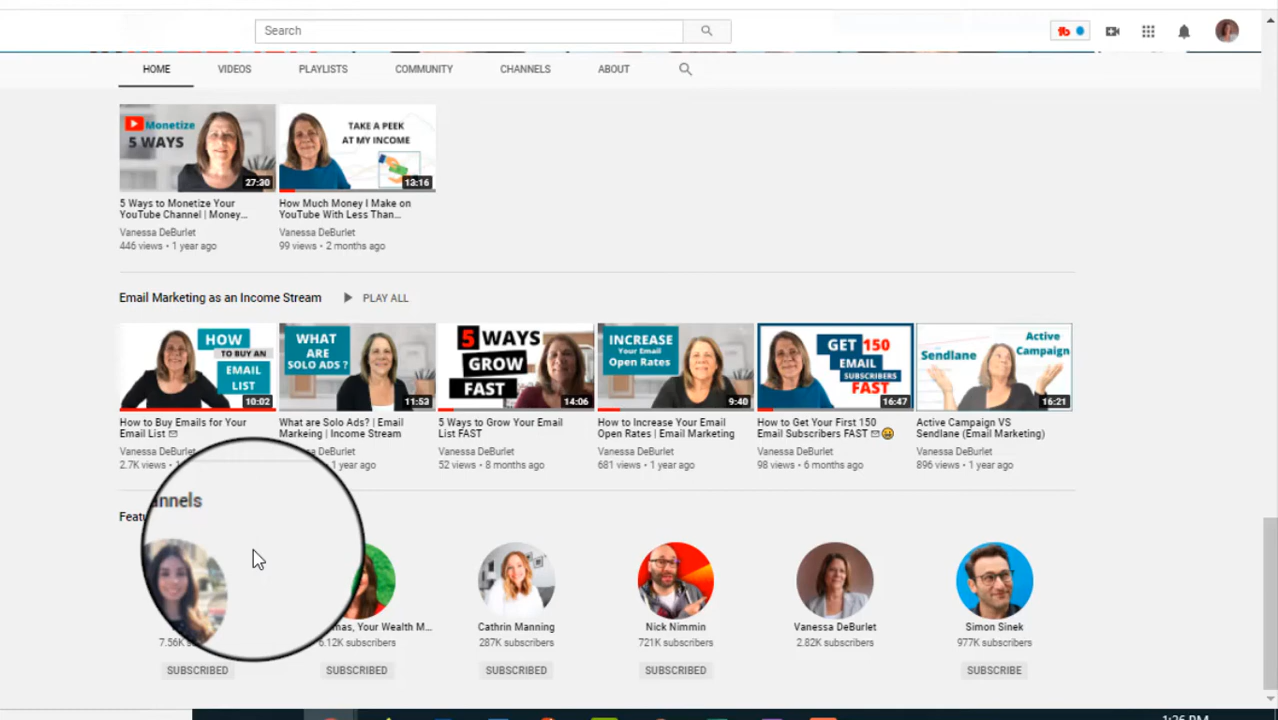 Search
HOME VIDEOS PLAYLISTS COMMUNITY CHANNELS ABOUT
Monetize
5 WAYS
27:30
TAKE A PEEK
AT MY INCOME
13:16
5 Ways to Monetize Your
YouTube Channel | Money...
Vanessa DeBurlet
446 views • 1 year ago
How Much Money I Make on
YouTube With Less Than...
Vanessa DeBurlet
99 views • 2 months ago
Email Marketing as an Income Stream PLAY ALL
HOW
TO BUY AN
EMAIL
LIST
10:02
WHAT
ARE
SOLO ADS ?
11:53
5 WAYS
GROW
FAST
14:06
INCREASE
Your Email
Open Rates
9:40
GET 150
EMAIL
SUBSCRIBERS
FAST
16:47
Active
Campaign
Sendlane
16:21
How to Buy Emails for Your
Email List ✉
Vanessa DeBurlet
2.7K views •
What are Solo Ads? | Email
Markeing | Income Stream
Vanessa DeBurlet
1 year ago
5 Ways to Grow Your Email
List FAST
Vanessa DeBurlet
52 views • 8 months ago
How to Increase Your Email
Open Rates | Email Marketing
Vanessa DeBurlet
681 views • 1 year ago
How to Get Your First 150
Email Subscribers FAST ✉😀
Vanessa DeBurlet
98 views • 6 months ago
Active Campaign VS
Sendlane (Email Marketing)
Vanessa DeBurlet
896 views • 1 year ago
annels
Featu
7.56K su
SUBSCRIBED
mas, Your Wealth M...
6.12K subscribers
SUBSCRIBED
Cathrin Manning
287K subscribers
SUBSCRIBED
Nick Nimmin
721K subscribers
SUBSCRIBED
Vanessa DeBurlet
2.82K subscribers
Simon Sinek
977K subscribers
SUBSCRIBE
1:26 PM